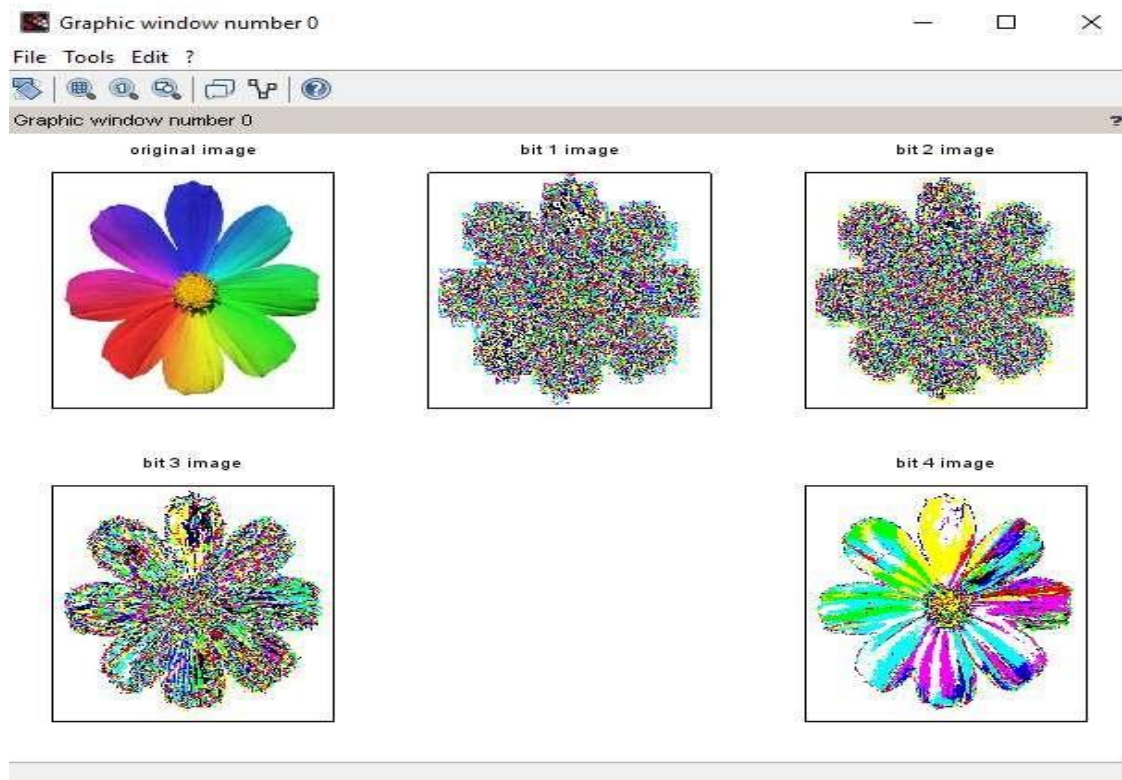 Graphic window number 0
File Tools Edit ?
Graphic window number 0 ?
original image
bit 1 image
bit 2 image
bit 3 image
bit 4 image